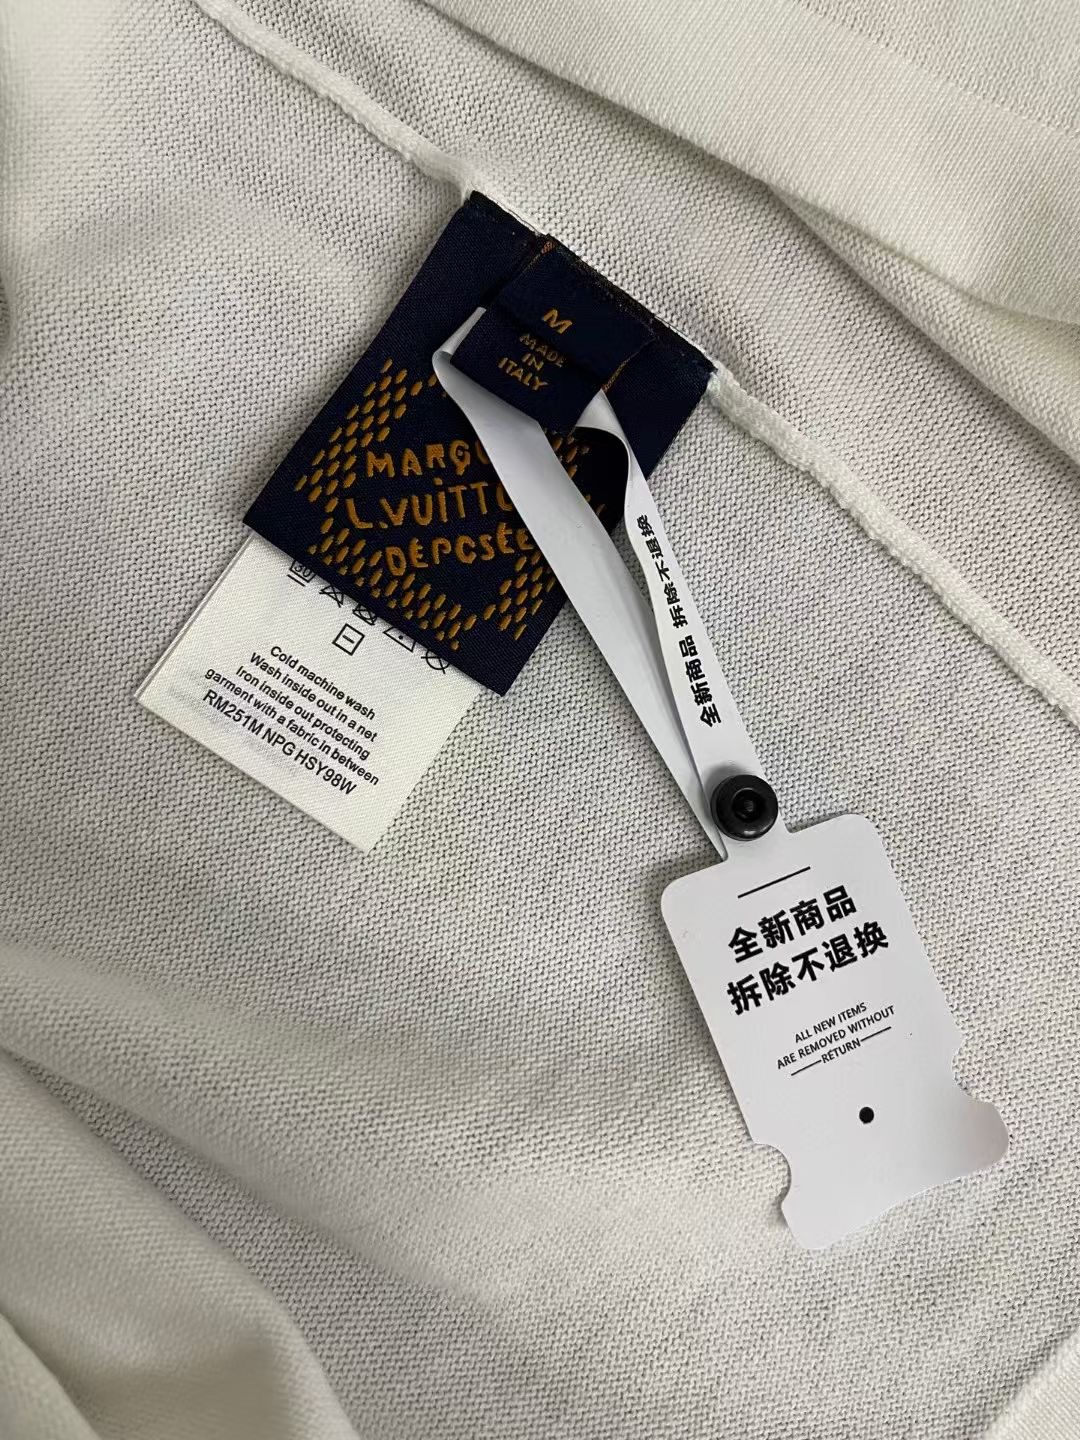 M
MADE
IN
ITALY
L.VUITTO
DÉPOSÉE
30
Cold machine wash
Wash inside out in a net
Iron inside out protecting
garment with a fabric in between
RM251M NPG HSY98W
全新商品 拆除不退换
全新商品
拆除不退换
ALL NEW ITEMS
ARE REMOVED WITHOUT
RETURN